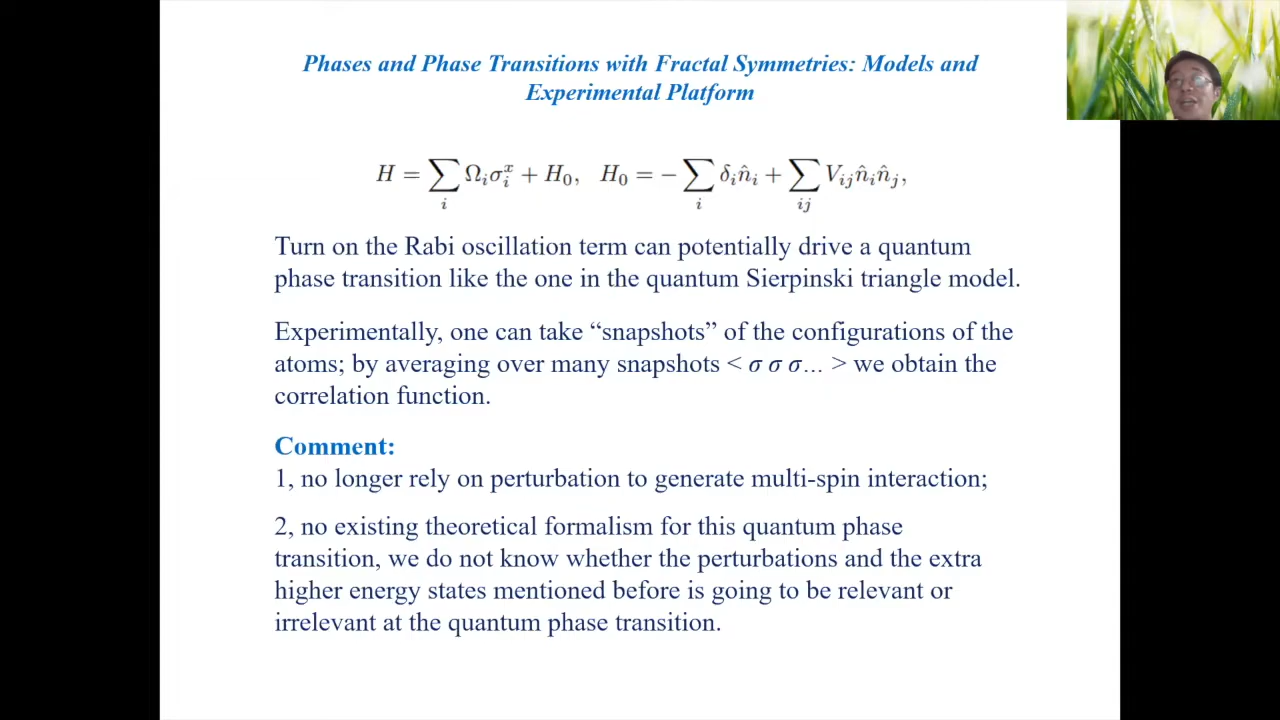 Phases and Phase Transitions with Fractal Symmetries: Models and
Experimental Platform
H = ∑_i Ω_i σ_i^x + H_0, H_0 = −∑_i δ_i n̂_i + ∑_ij V_ij n̂_i n̂_j,
Turn on the Rabi oscillation term can potentially drive a quantum
phase transition like the one in the quantum Sierpinski triangle model.
Experimentally, one can take “snapshots” of the configurations of the
atoms; by averaging over many snapshots < σ σ σ... > we obtain the
correlation function.
Comment:
1, no longer rely on perturbation to generate multi-spin interaction;
2, no existing theoretical formalism for this quantum phase
transition, we do not know whether the perturbations and the extra
higher energy states mentioned before is going to be relevant or
irrelevant at the quantum phase transition.